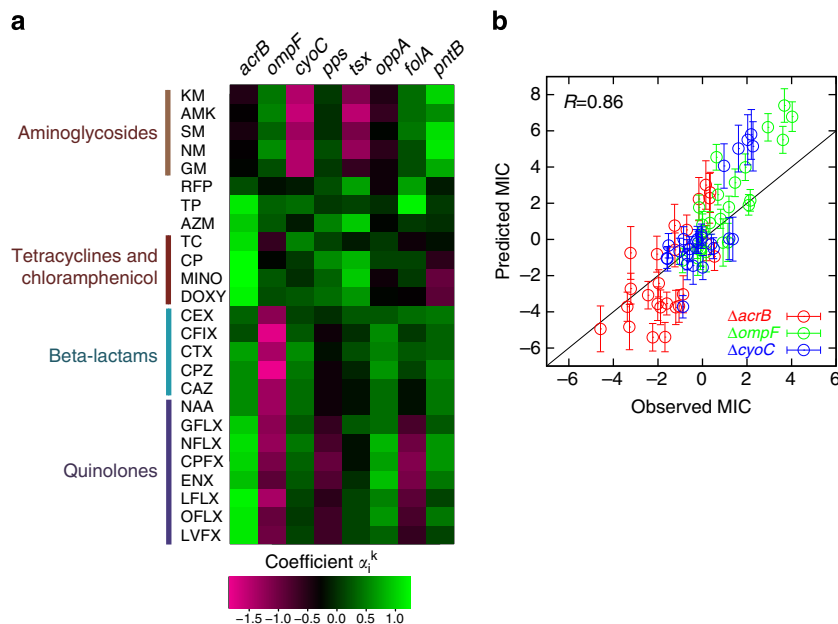 a
acrB ompF cyoC pps tsx oppA folA pntB
Aminoglycosides
KM
AMK
SM
NM
GM
RFP
TP
AZM
Tetracyclines and
chloramphenicol
TC
CP
MINO
DOXY
Beta-lactams
CEX
CFIX
CTX
CPZ
CAZ
Quinolones
NAA
GFLX
NFLX
CPFX
ENX
LFLX
OFLX
LVFX
Coefficient α_i^k
−1.5 −1.0 −0.5 0.0 0.5 1.0
b
R=0.86
Predicted MIC
8
6
4
2
0
−2
−4
−6
ΔacrB
ΔompF
ΔcyoC
−6 −4 −2 0 2 4 6
Observed MIC